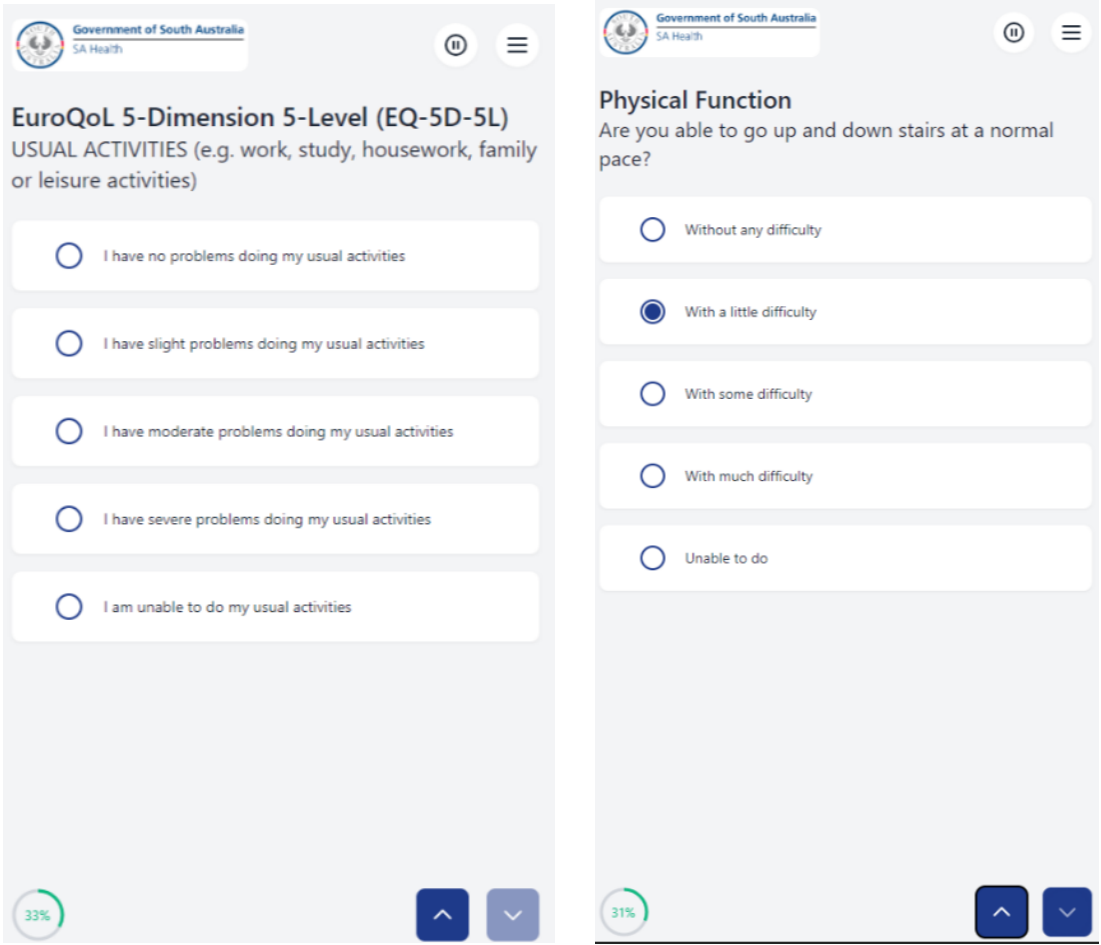 Government of South Australia
SA Health
EuroQoL 5-Dimension 5-Level (EQ-5D-5L)
USUAL ACTIVITIES (e.g. work, study, housework, family
or leisure activities)
I have no problems doing my usual activities
I have slight problems doing my usual activities
I have moderate problems doing my usual activities
I have severe problems doing my usual activities
I am unable to do my usual activities
33%
Government of South Australia
SA Health
Physical Function
Are you able to go up and down stairs at a normal
pace?
Without any difficulty
With a little difficulty
With some difficulty
With much difficulty
Unable to do
31%